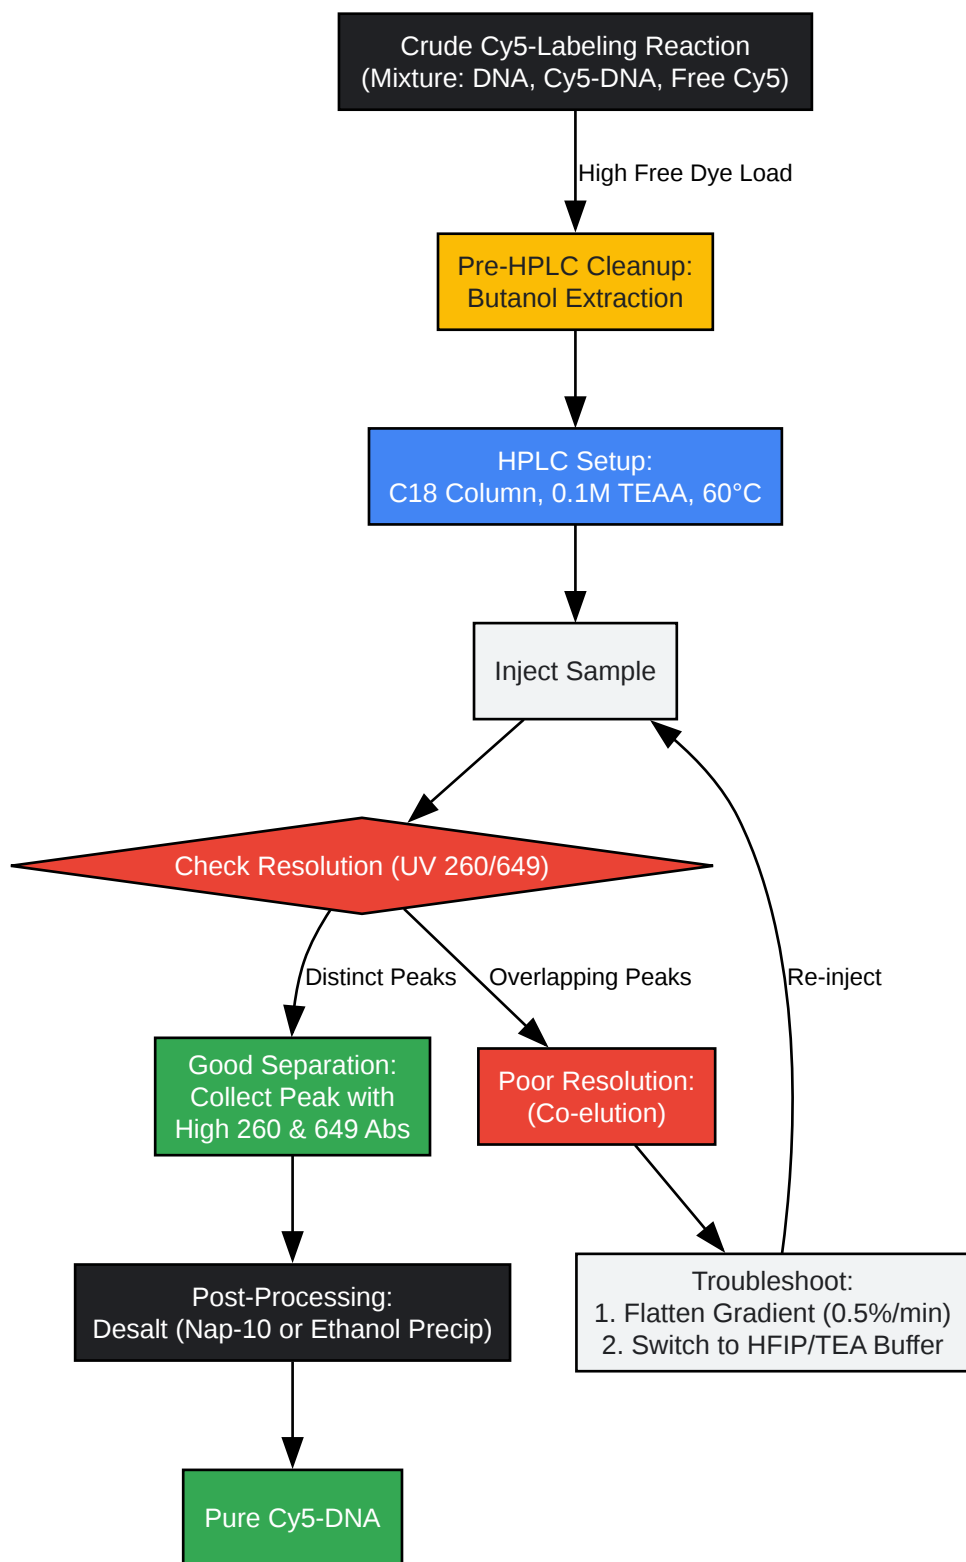 Crude Cy5-Labeling Reaction
(Mixture: DNA, Cy5-DNA, Free Cy5)
High Free Dye Load
Pre-HPLC Cleanup:
Butanol Extraction
HPLC Setup:
C18 Column, 0.1M TEAA, 60°C
Inject Sample
Check Resolution (UV 260/649)
Distinct Peaks
Overlapping Peaks
Re-inject
Good Separation:
Collect Peak with
High 260 & 649 Abs
Poor Resolution:
(Co-elution)
Post-Processing:
Desalt (Nap-10 or Ethanol Precip)
Troubleshoot:
1. Flatten Gradient (0.5%/min)
2. Switch to HFIP/TEA Buffer
Pure Cy5-DNA